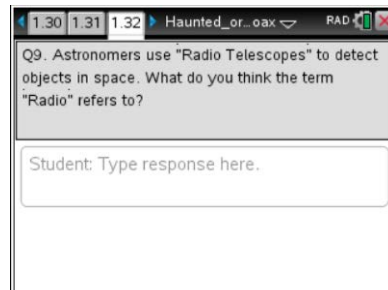 1.30 1.31 1.32 Haunted_or...oax RAD
Q9. Astronomers use "Radio Telescopes" to detect
objects in space. What do you think the term
"Radio" refers to?
Student: Type response here.